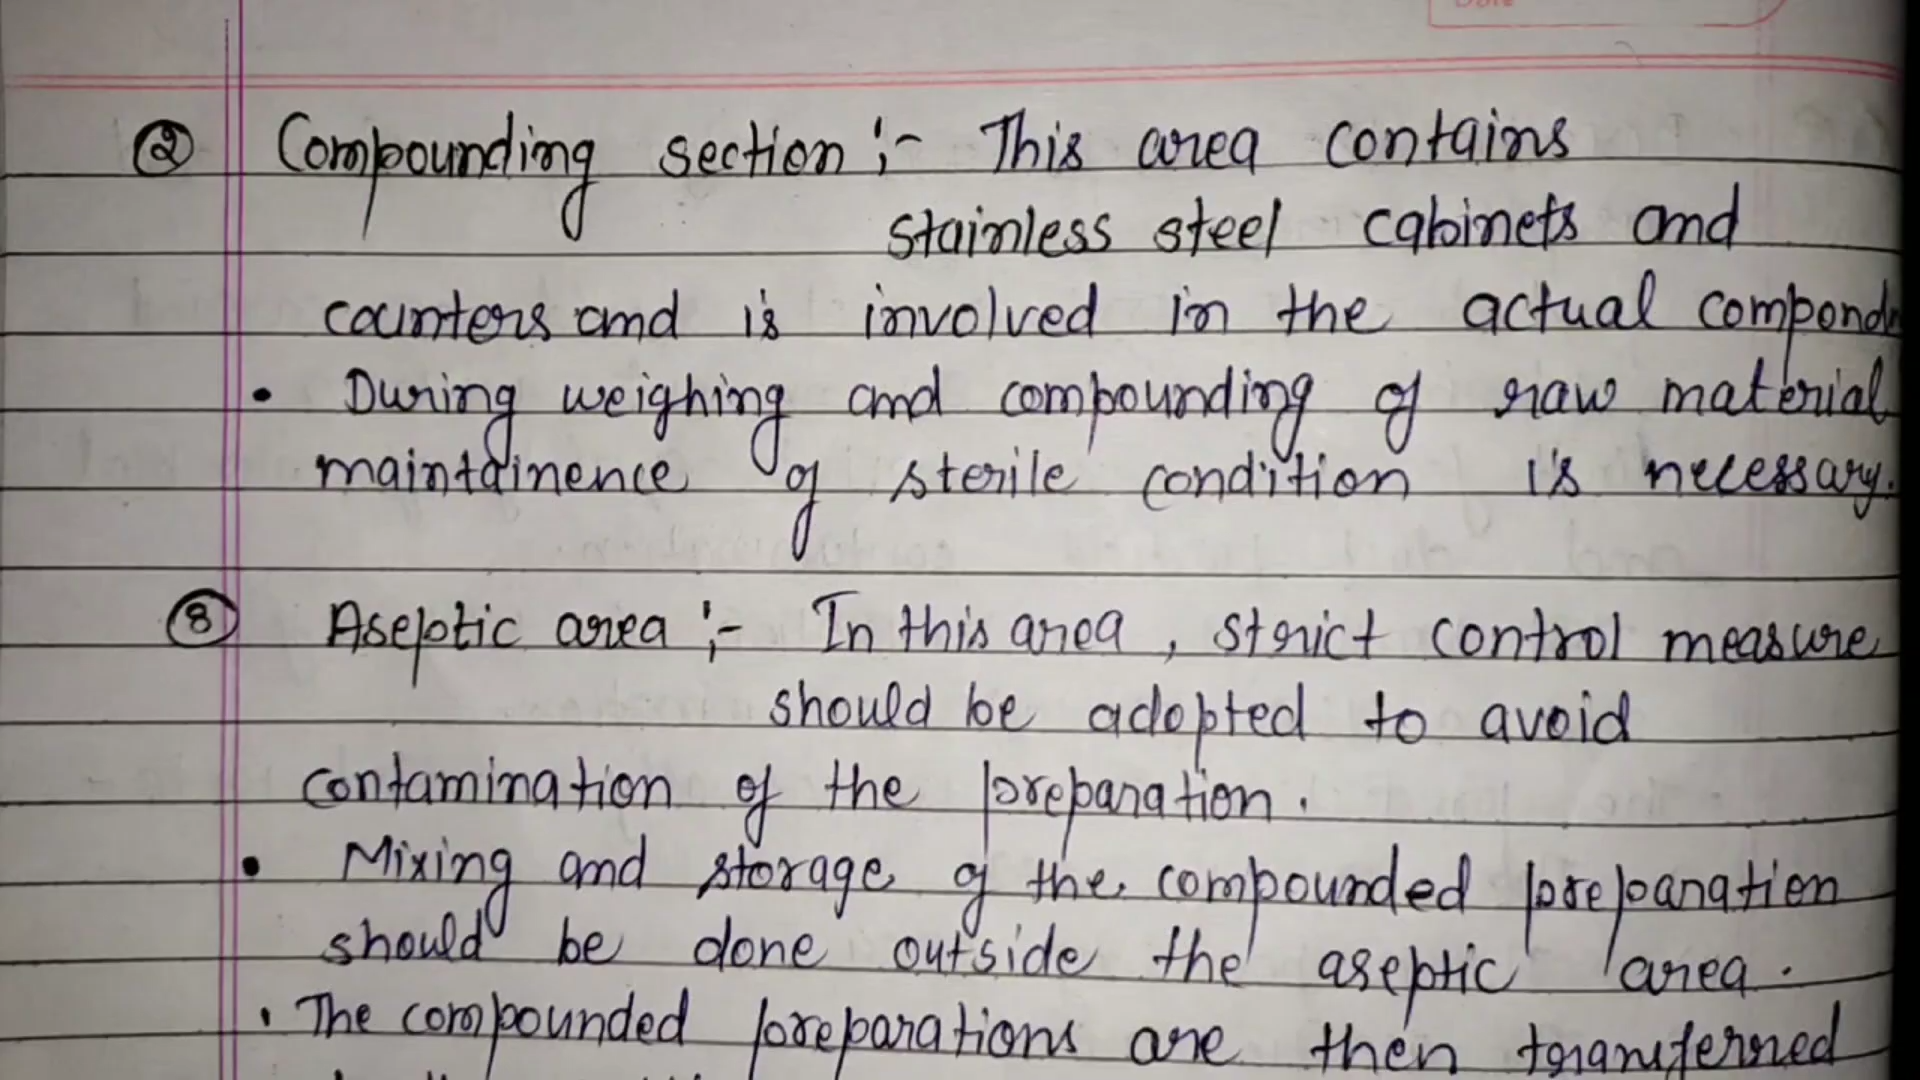 ② Compounding section :- This area contains
stainless steel cabinets and
counters and is involved in the actual
• During weighing and compounding of raw material
maintainence of sterile condition is necessary.
③ Aseptic area :- In this area, strict control measure
should be adopted to avoid
contamination of the preparation.
• Mixing and storage of the compounded preparation
should be done outside the aseptic area.
• The compounded preparations are then transferred